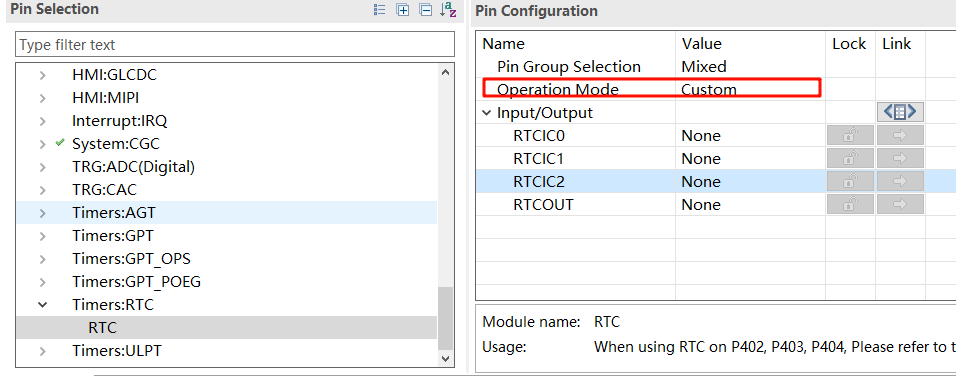 Pin Selection
Type filter text
HMI:GLCDC
HMI:MIPI
Interrupt:IRQ
System:CGC
TRG:ADC(Digital)
TRG:CAC
Timers:AGT
Timers:GPT
Timers:GPT_OPS
Timers:GPT_POEG
Timers:RTC
RTC
Timers:ULPT
Pin Configuration
Name Value Lock Link
Pin Group Selection Mixed
Operation Mode Custom
Input/Output
RTCIC0 None
RTCIC1 None
RTCIC2 None
RTCOUT None
Module name: RTC
Usage: When using RTC on P402, P403, P404, Please refer to t